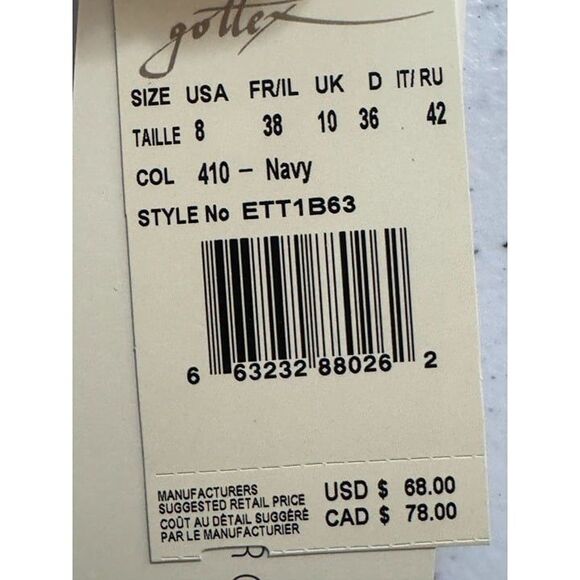 gottex
SIZE USA FR/IL UK D IT/RU
TAILLE 8 38 10 36 42
COL 410 - Navy
STYLE No ETT1B63
6 63232 88026 2
MANUFACTURERS
SUGGESTED RETAIL PRICE USD $ 68.00
COÛT AU DÉTAIL SUGGÉRÉ CAD $ 78.00
PAR LE MANUFACTURIER